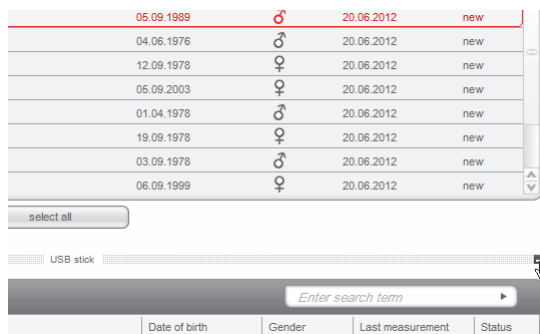 05.09.1989 20.06.2012 new
04.06.1976 20.06.2012 new
12.09.1978 20.06.2012 new
05.09.2003 20.06.2012 new
01.04.1978 20.06.2012 new
19.09.1978 20.06.2012 new
03.09.1978 20.06.2012 new
06.09.1999 20.06.2012 new
select all
USB stick
Enter search term
Date of birth Gender Last measurement Status